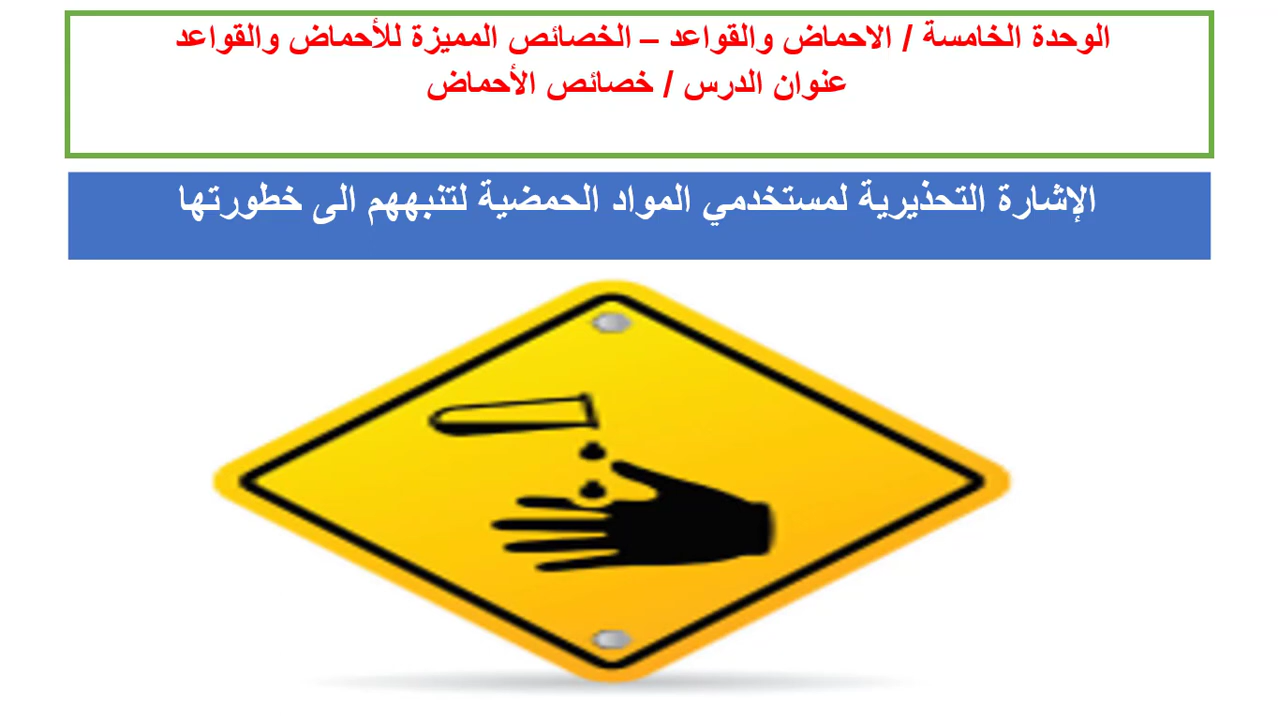 الوحدة الخامسة / الاحماض والقواعد – الخصائص المميزة للأحماض والقواعد
عنوان الدرس / خصائص الأحماض
الإشارة التحذيرية لمستخدمي المواد الحمضية لتنبههم الى خطورتها